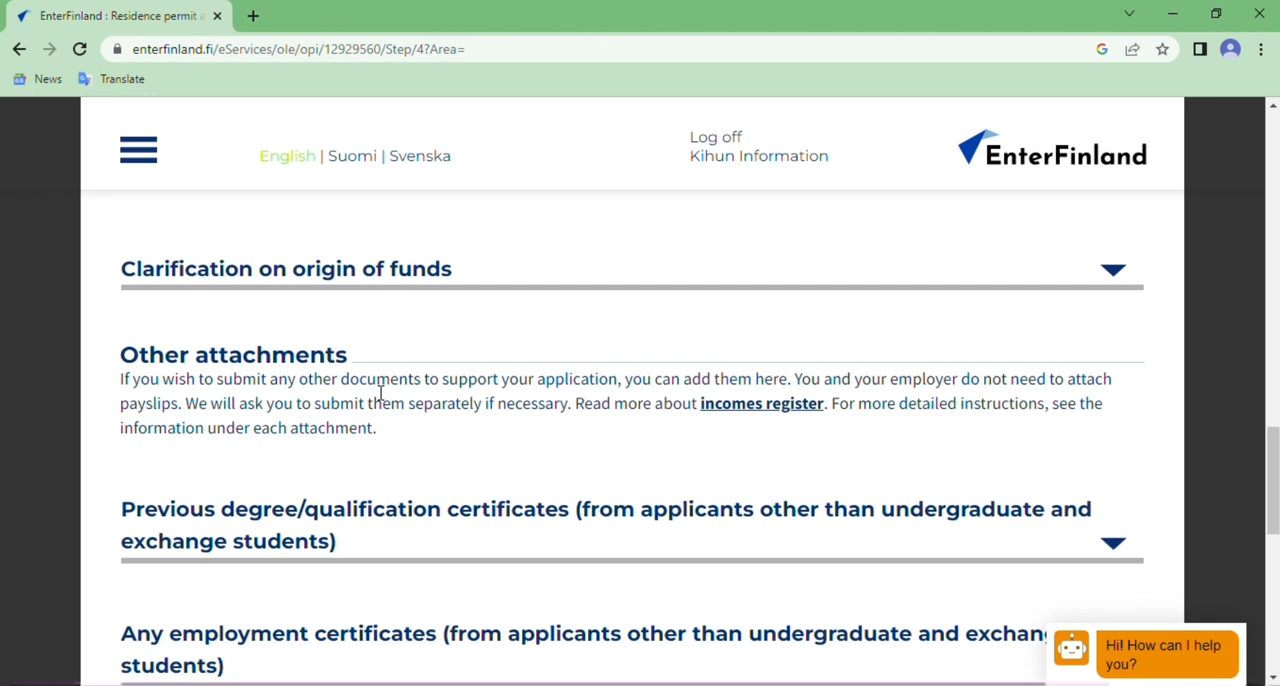 EnterFinland : Residence permit
News
Translate
enterfinland.fi/eServices/ole/opi/12929560/Step/4?Area=
English | Suomi | Svenska
Log off
Kihun Information
EnterFinland
Clarification on origin of funds
Other attachments
If you wish to submit any other documents to support your application, you can add them here. You and your employer do not need to attach
payslips. We will ask you to submit them separately if necessary. Read more about incomes register. For more detailed instructions, see the
information under each attachment.
Previous degree/qualification certificates (from applicants other than undergraduate and
exchange students)
Any employment certificates (from applicants other than undergraduate and
students)
Hi! How can I help
you?